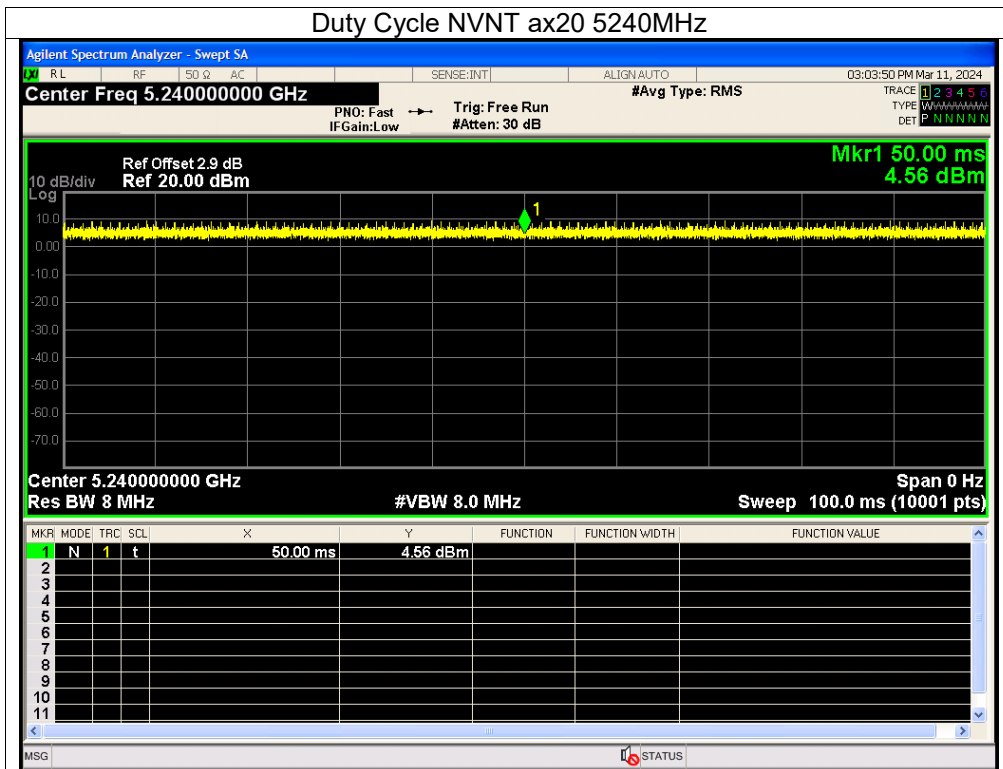 Duty Cycle NVNT ax20 5240MHz
Agilent Spectrum Analyzer - Swept SA
LXI RL RF 50 Ω AC SENSE:INT ALIGNAUTO 03:03:50 PM Mar 11, 2024
Center Freq 5.240000000 GHz #Avg Type: RMS TRACE 1 2 3 4 5 6
PNO: Fast Trig: Free Run TYPE WWWWWW
IFGain:Low #Atten: 30 dB DET P N N N N N
Mkr1 50.00 ms
Ref Offset 2.9 dB
10 dB/div Ref 20.00 dBm 4.56 dBm
Log
1
10.0
0.00
-10.0
-20.0
-30.0
-40.0
-50.0
-60.0
-70.0
Center 5.240000000 GHz Span 0 Hz
Res BW 8 MHz #VBW 8.0 MHz Sweep 100.0 ms (10001 pts)
MKR MODE TRC SCL X Y FUNCTION FUNCTION WIDTH FUNCTION VALUE
1 N 1 t 50.00 ms 4.56 dBm
2
3
4
5
6
7
8
9
10
11
MSG STATUS